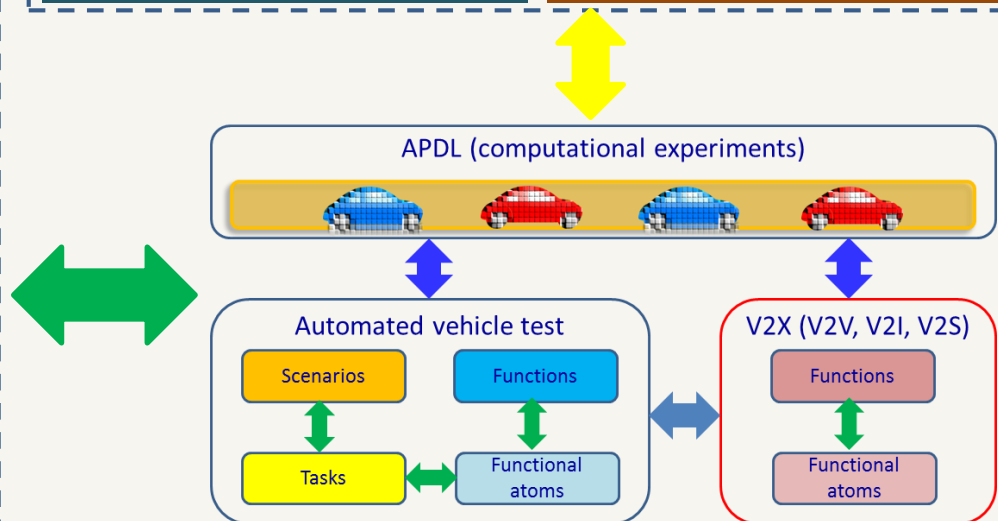 APDL (computational experiments)
Automated vehicle test
V2X (V2V, V2I, V2S)
Scenarios
Functions
Functions
Tasks
Functional
atoms
Functional
atoms